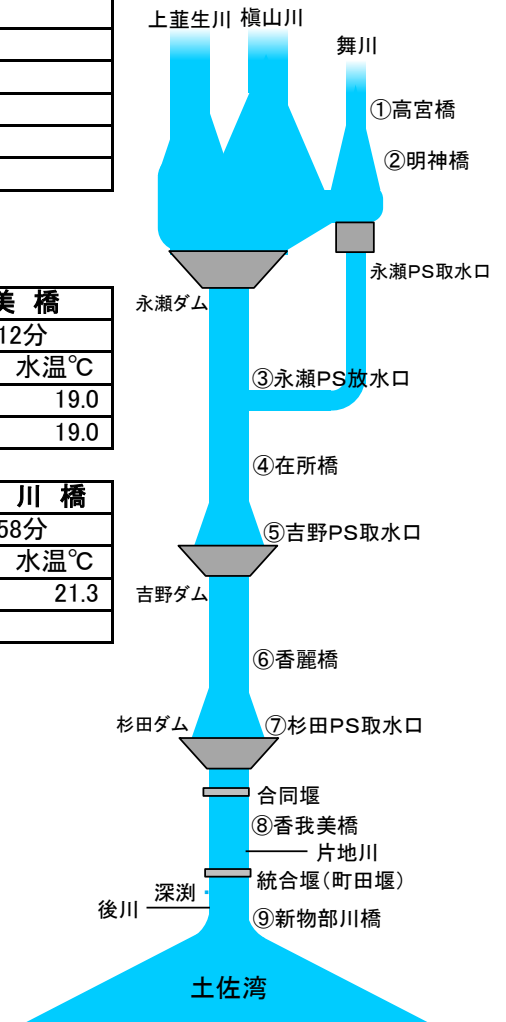 上韮生川 槇山川
舞川
①高宮橋
②明神橋
永瀬PS取水口
永瀬ダム
③永瀬PS放水口
④在所橋
⑤吉野PS取水口
吉野ダム
⑥香麗橋
杉田ダム
⑦杉田PS取水口
合同堰
⑧香我美橋
片地川
統合堰(町田堰)
深渕
後川
⑨新物部川橋
土佐湾
美 橋
12分
水温℃
19.0
19.0
川 橋
58分
水温℃
21.3